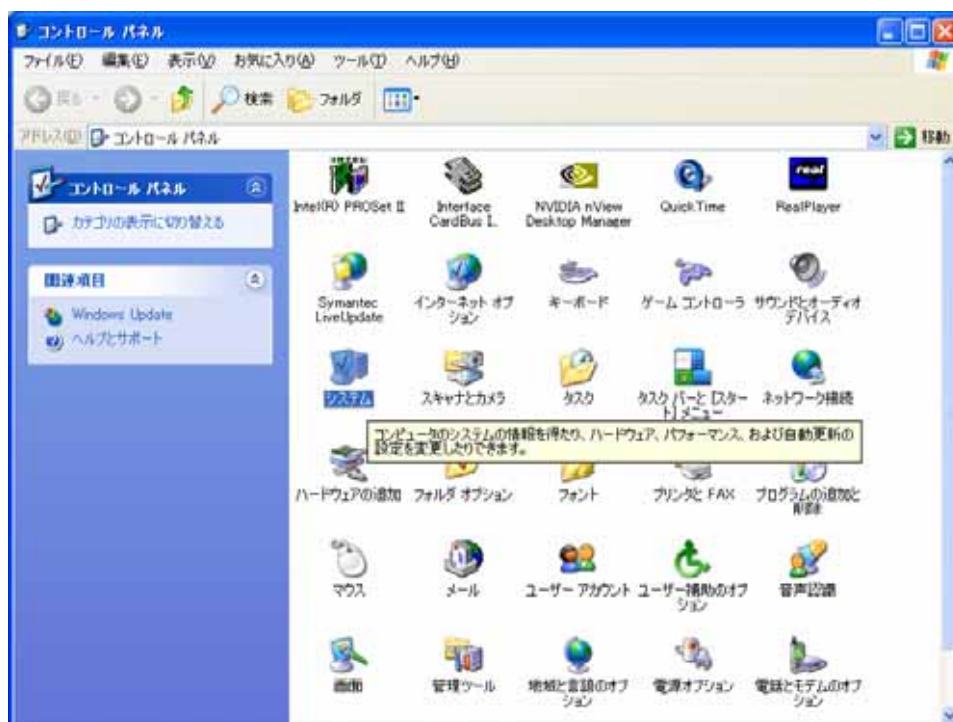 コントロール パネル
ファイル(F) 編集(E) 表示(V) お気に入り(A) ツール(T) ヘルプ(H)
戻る 検索 フォルダ
アドレス(D) コントロール パネル 移動
コントロール パネル
カテゴリの表示に切り替える
関連項目
Windows Update
ヘルプとサポート
Intel(R) PROSet II
Interface
CardBus I..
NVIDIA nView
Desktop Manager
QuickTime
real
RealPlayer
Symantec
LiveUpdate
インターネット オプ
ション
キーボード
ゲーム コントローラ
サウンドとオーディオ
デバイス
システム
スキャナとカメラ
タスク
タスク バーと [スター
ト] メニュー
ネットワーク接続
コンピュータのシステムの情報を得たり、ハードウェア、パフォーマンス、および自動更新の
設定を変更したりできます。
ハードウェアの追加
フォルダ オプション
フォント
プリンタと FAX
プログラムの追加と
削除
マウス
メール
ユーザー アカウント
ユーザー補助のオプ
ション
音声認識
画面
管理ツール
地域と言語のオプ
ション
電源オプション
電話とモデムのオプ
ション